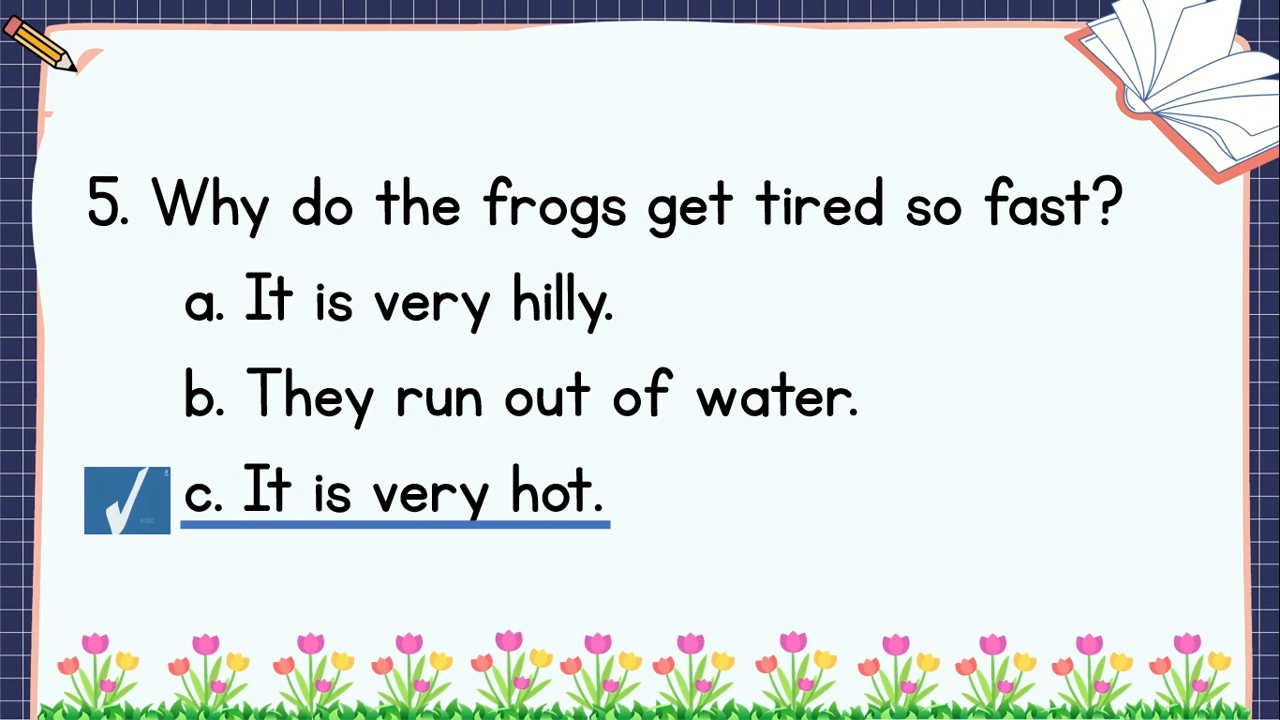 5. Why do the frogs get tired so fast?
a. It is very hilly.
b. They run out of water.
c. It is very hot.